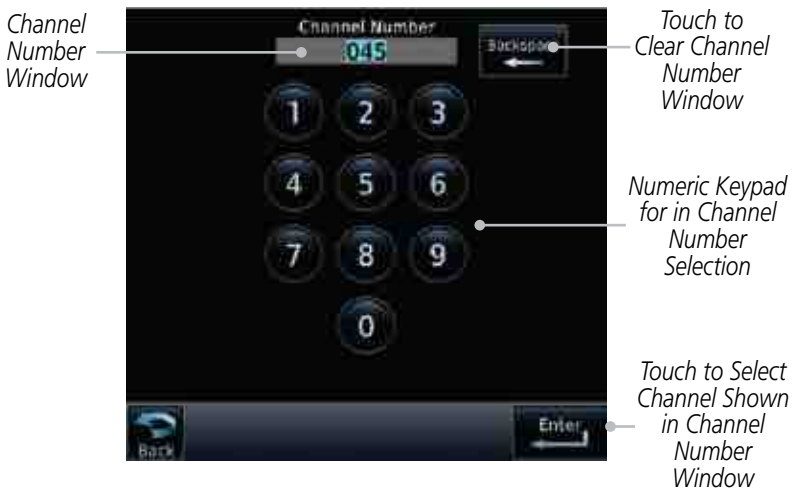 Channel
Number
Window
Channel Number
045
Backspace
Touch to
Clear Channel
Number
Window
1 2 3
4 5 6
7 8 9
0
Numeric Keypad
for in Channel
Number
Selection
Back
Enter
Touch to Select
Channel Shown
in Channel
Number
Window